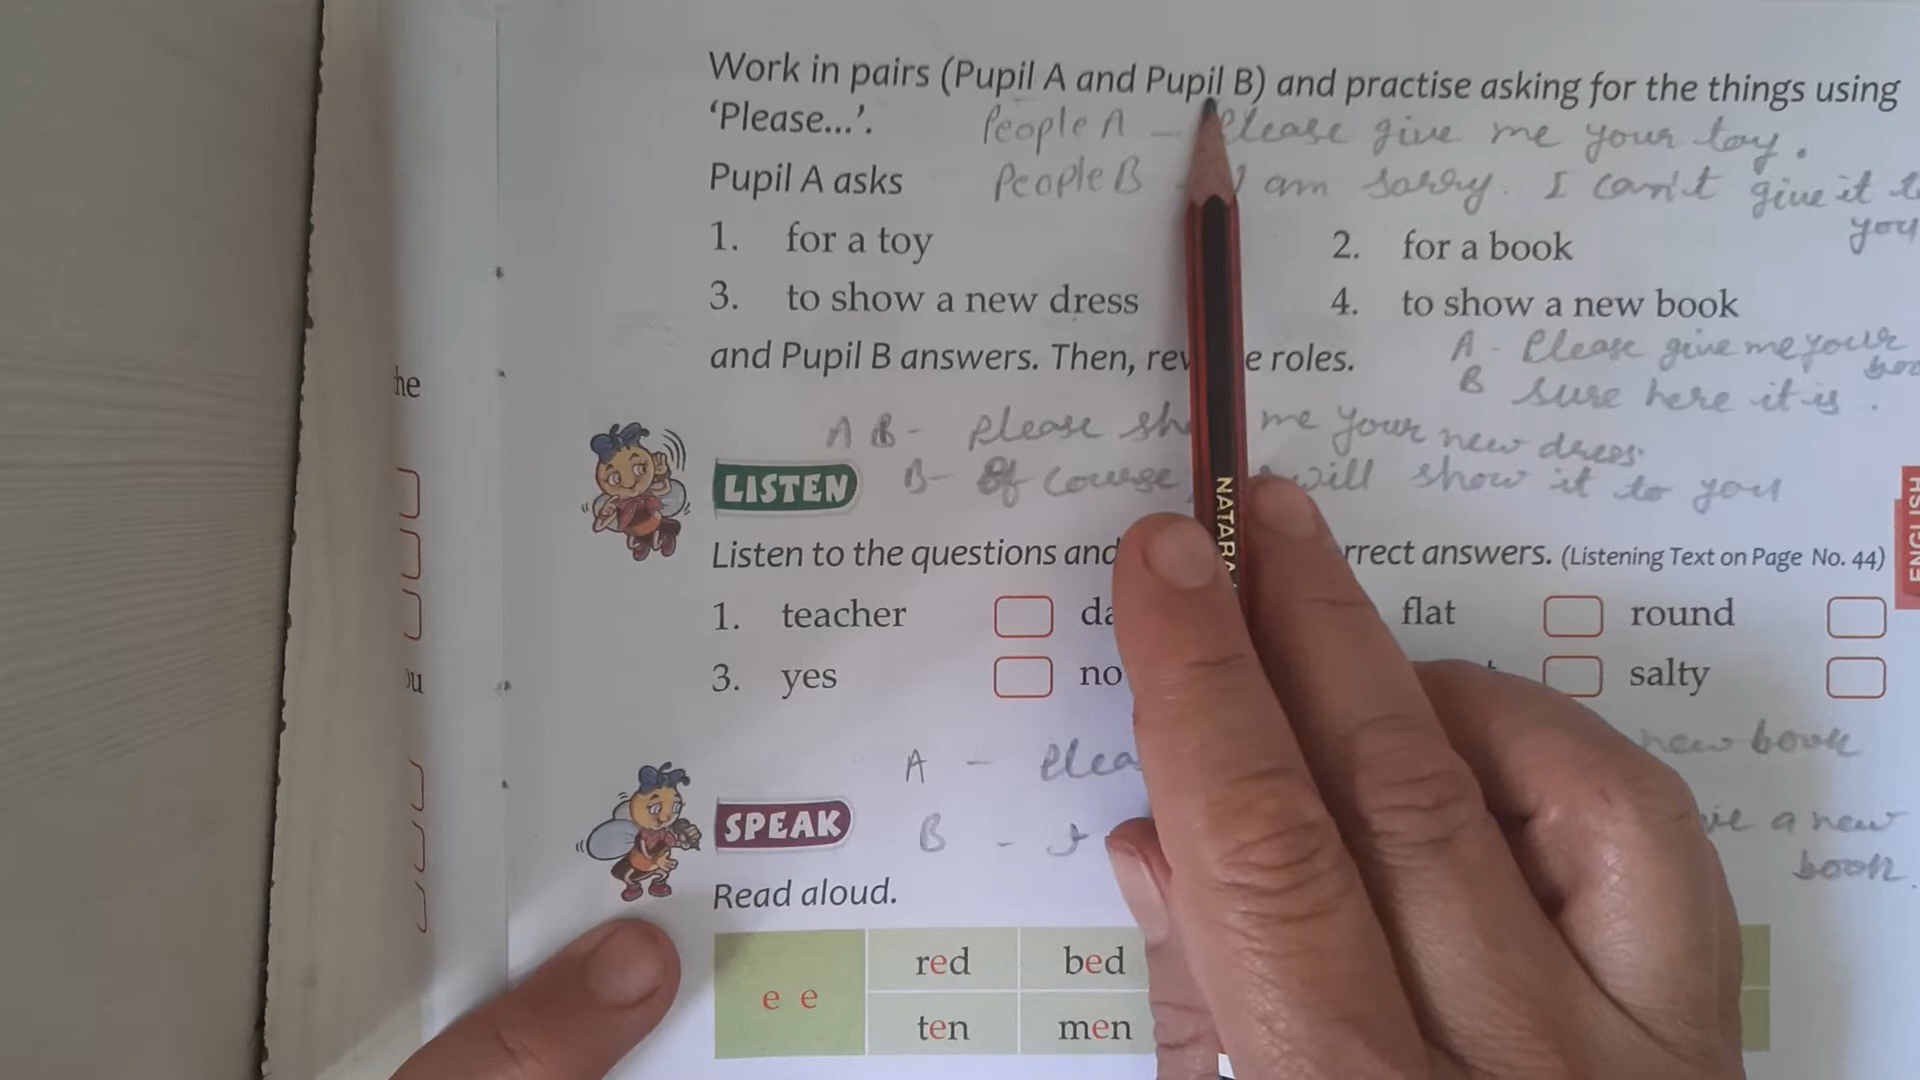 Work in pairs (Pupil A and Pupil B) and practise asking for the things using
'Please...'.
People A - Please give me your toy.
Pupil A asks
People B - I am sorry. I can't give it to
you
1. for a toy
2. for a book
3. to show a new dress
4. to show a new book
and Pupil B answers. Then, e roles.
A - Please give me your
B sure here it is .
he
A B - please me your new dress.
LISTEN
B - Of course, will show it to you
Listen to the questions and rrect answers. (Listening Text on Page No. 44)
ENGLISH
1. teacher
flat
round
3. yes
no
salty
ou
A -
new book
SPEAK
B -
a new
book.
Read aloud.
e e
red
bed
ten
men
NATARA